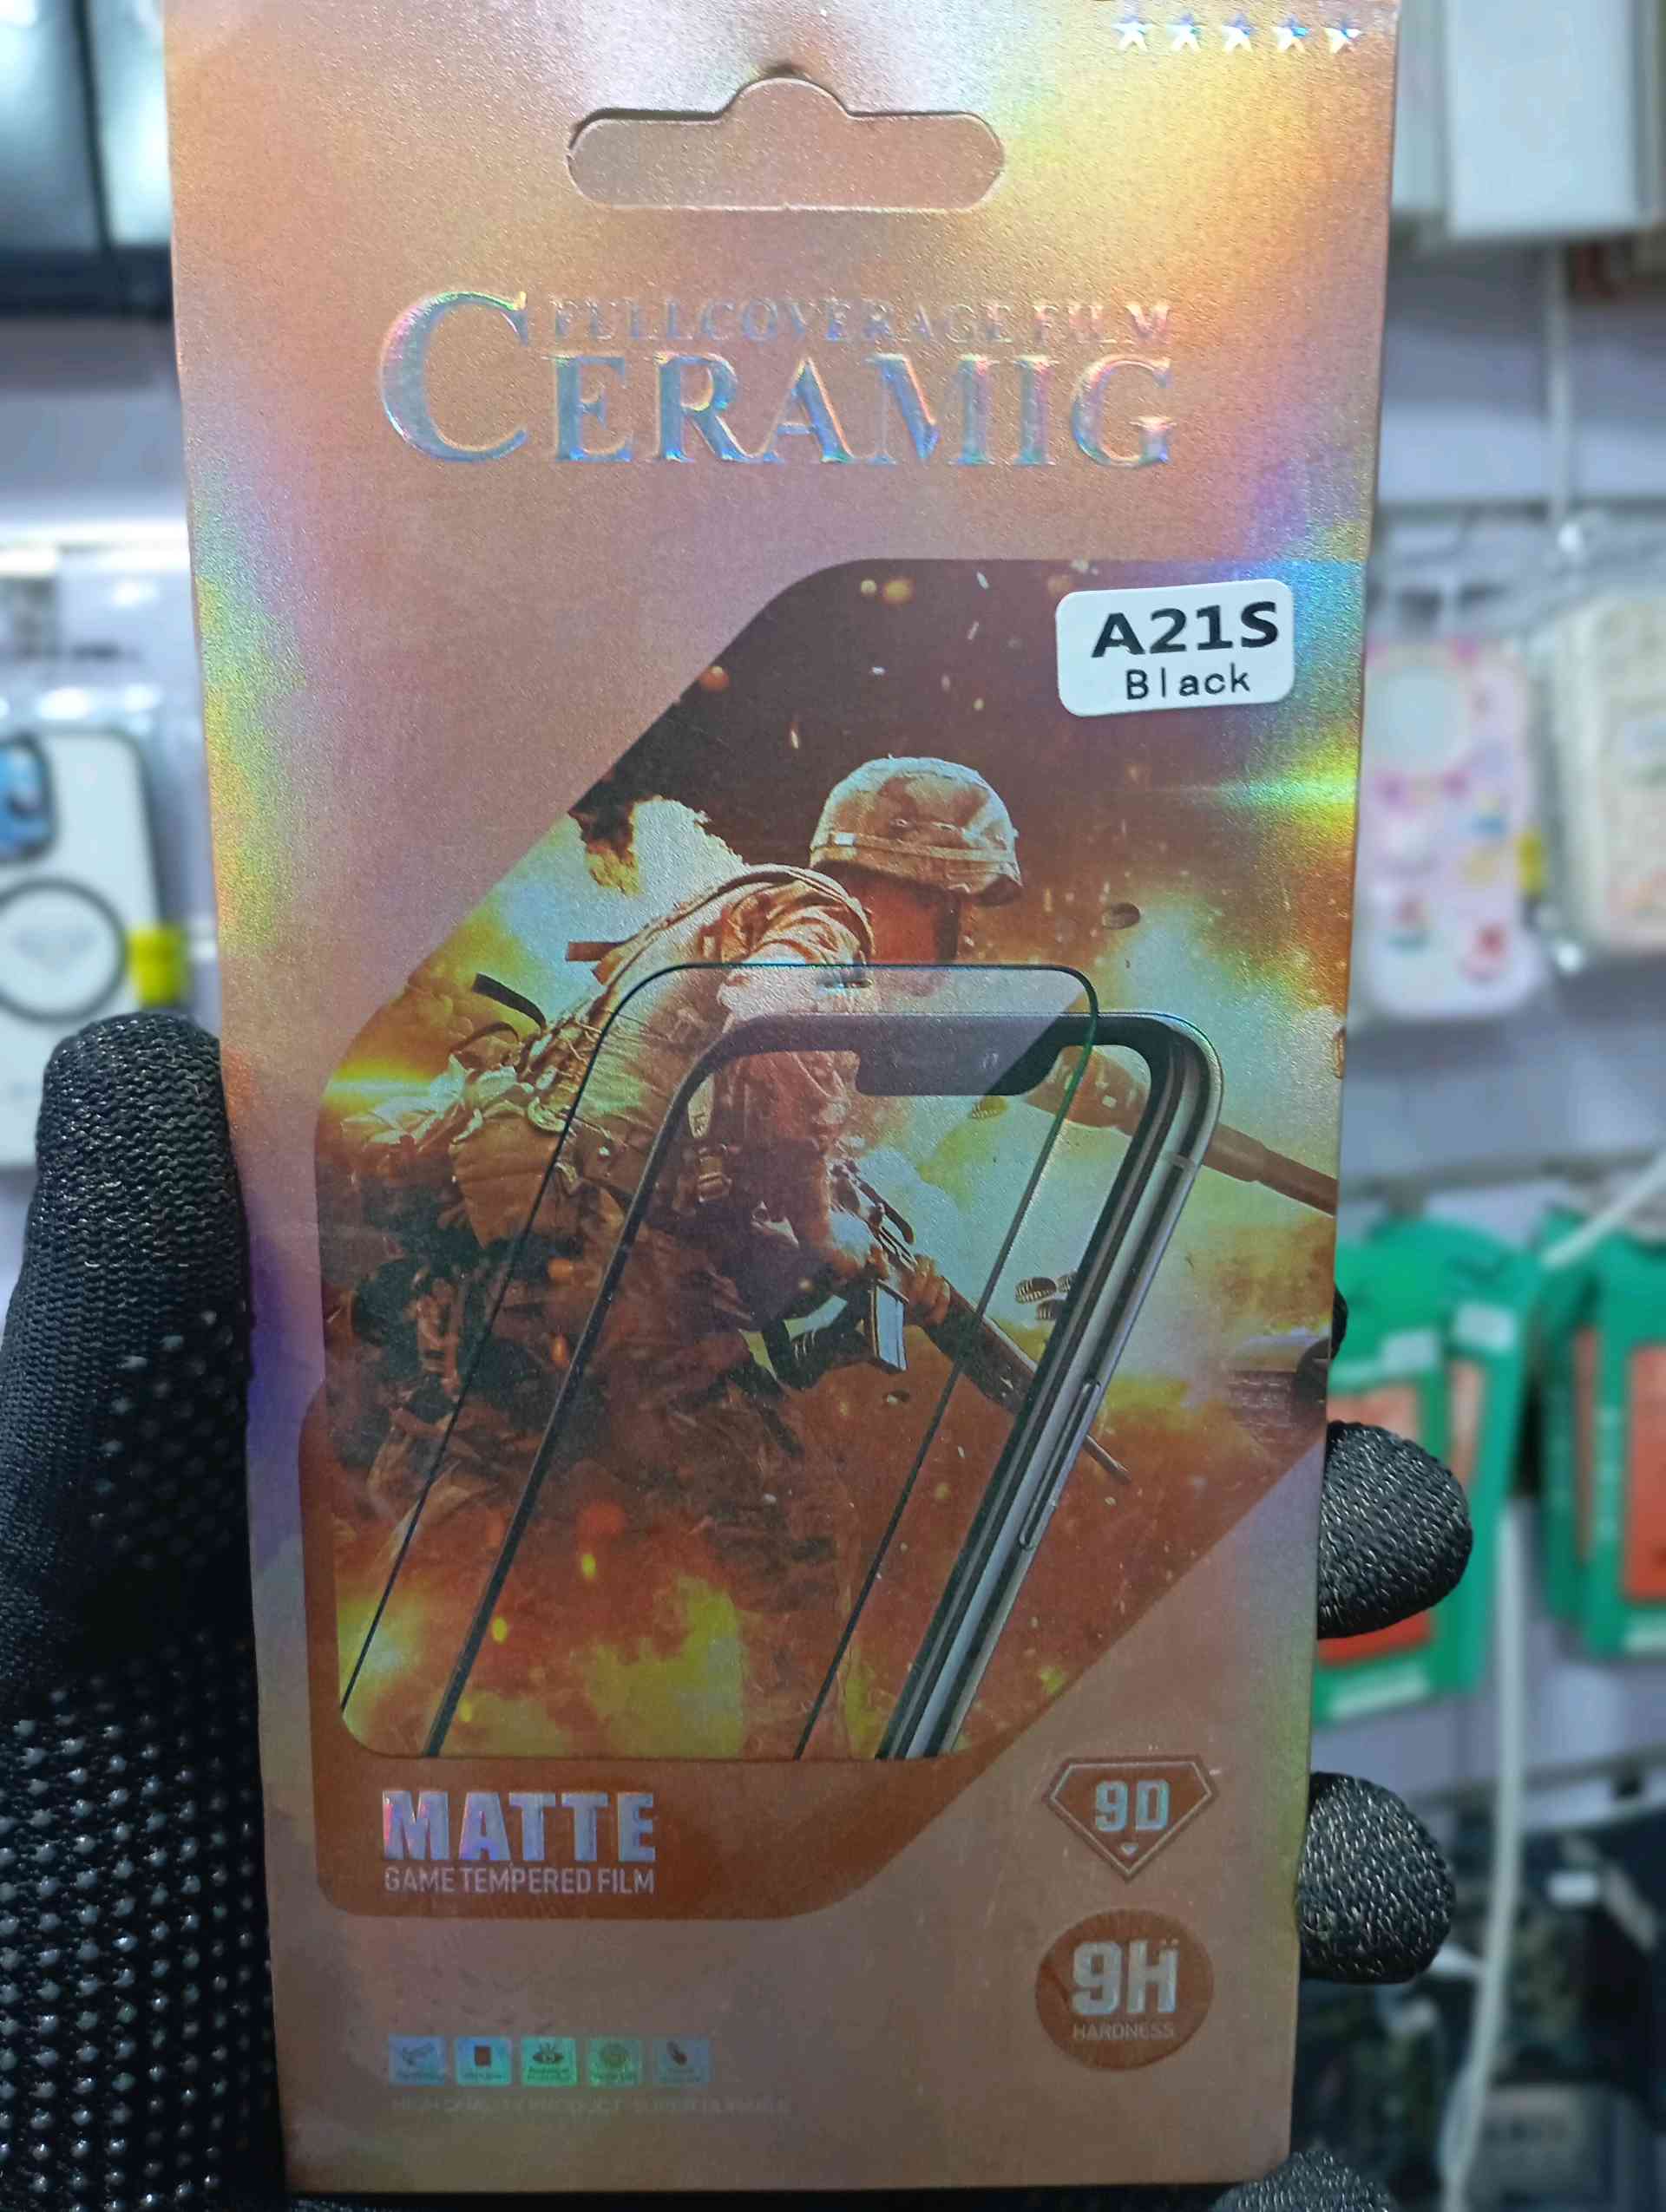 FULLCOVERAGE FILM
CERAMIG
A21S
Black
MATTE
GAME TEMPERED FILM
9D
9H
HARDNESS